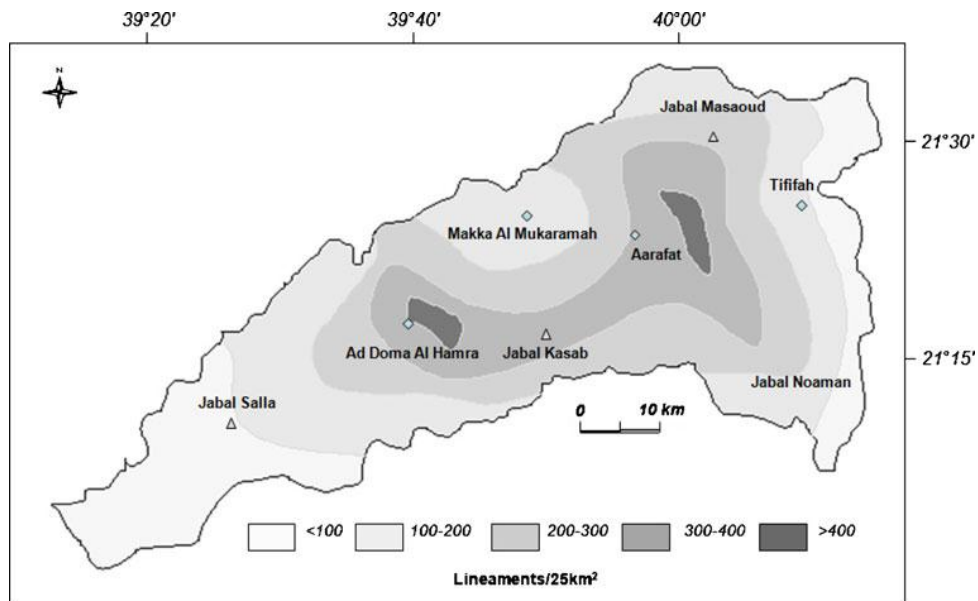 39°20' 39°40' 40°00'
N
Jabal Masaoud
21°30'
Tififah
Makka Al Mukaramah
Aarafat
Ad Doma Al Hamra
Jabal Kasab
21°15'
Jabal Noaman
Jabal Salla
0 10 km
<100 100-200 200-300 300-400 >400
Lineaments/25km²